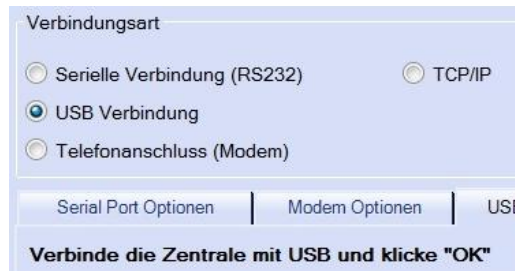 Verbindungsart
Serielle Verbindung (RS232) TCP/IP
USB Verbindung
Telefonanschluss (Modem)
Serial Port Optionen Modem Optionen
Verbinde die Zentrale mit USB und klicke "OK"